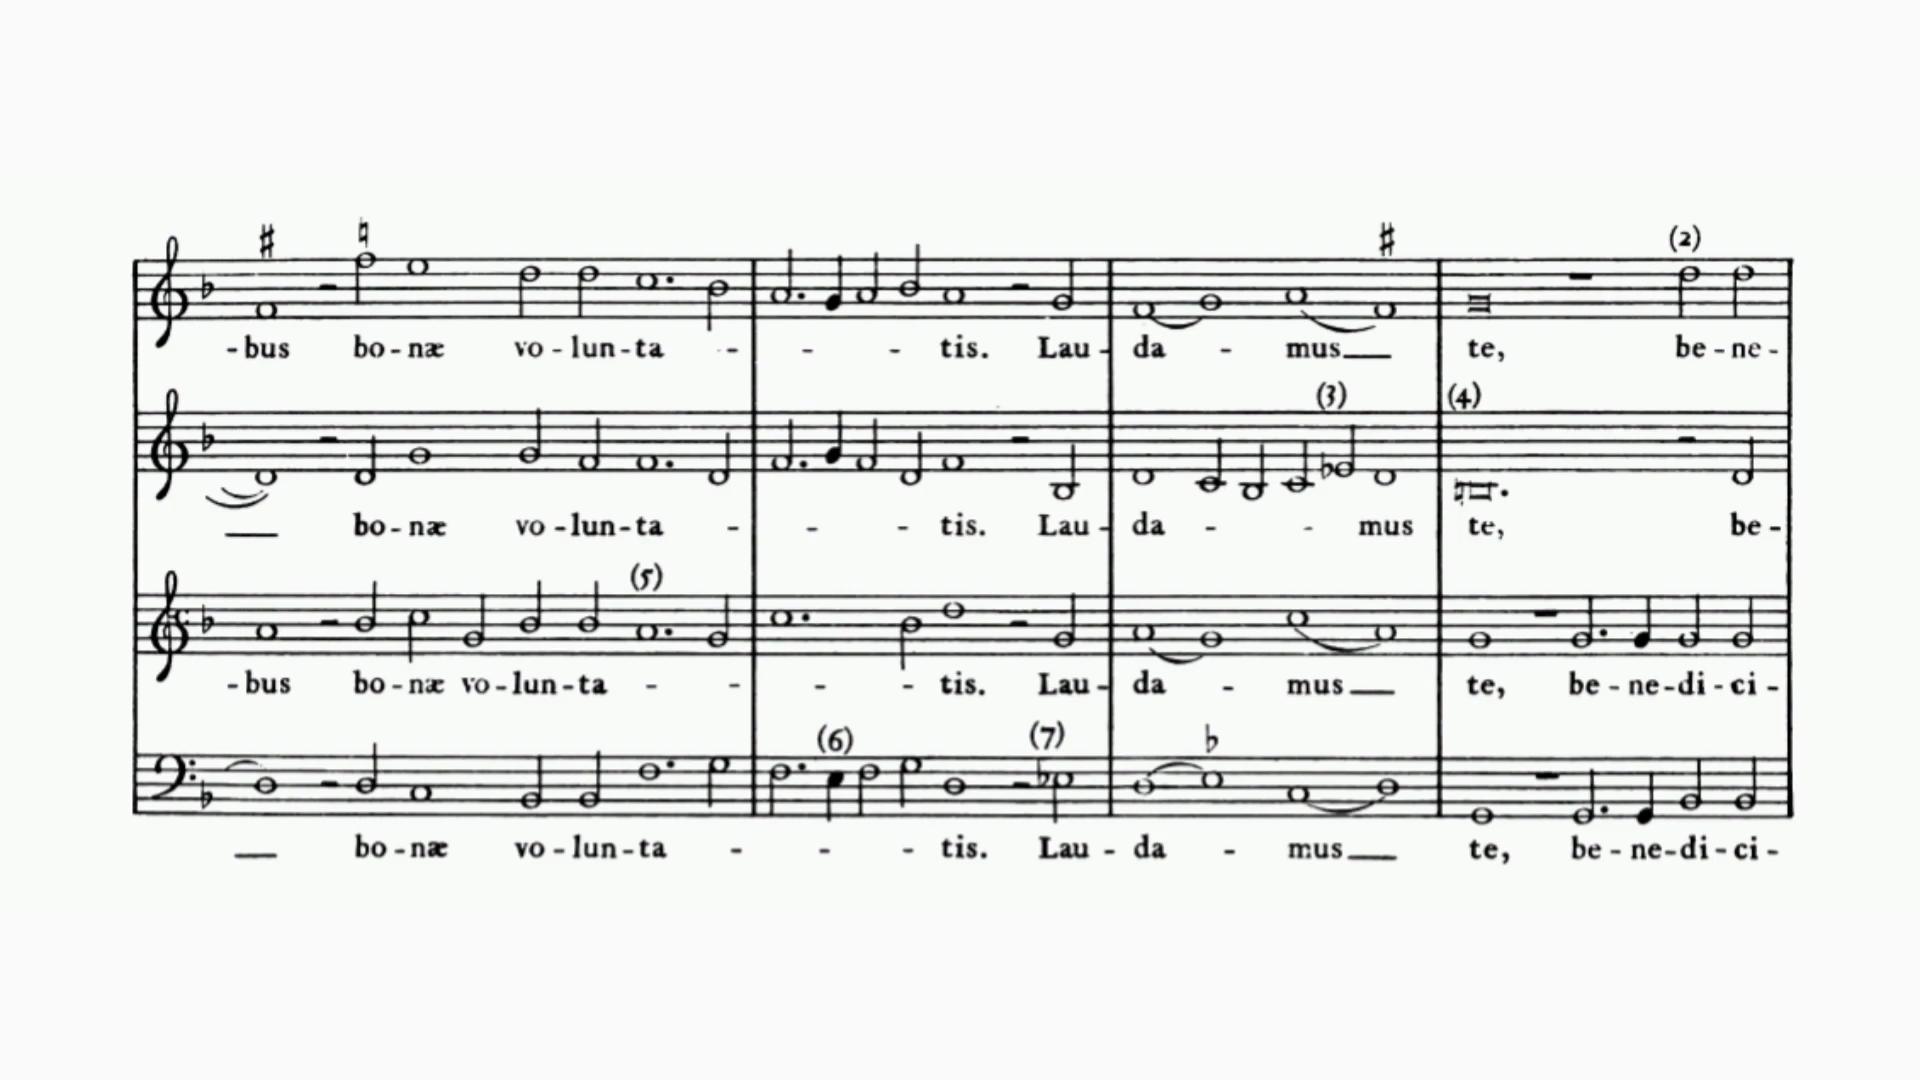 -bus bo-næ vo-lun-ta - - - tis. Lau-da - mus te, be-ne-
(2)
(3) (4)
bo-næ vo-lun-ta - - - tis. Lau-da - - mus te, be-
(5)
-bus bo-næ vo-lun-ta - - - - tis. Lau-da - mus te, be-ne-di-ci-
(6) (7)
bo-næ vo-lun-ta - - - tis. Lau-da - mus te, be-ne-di-ci-